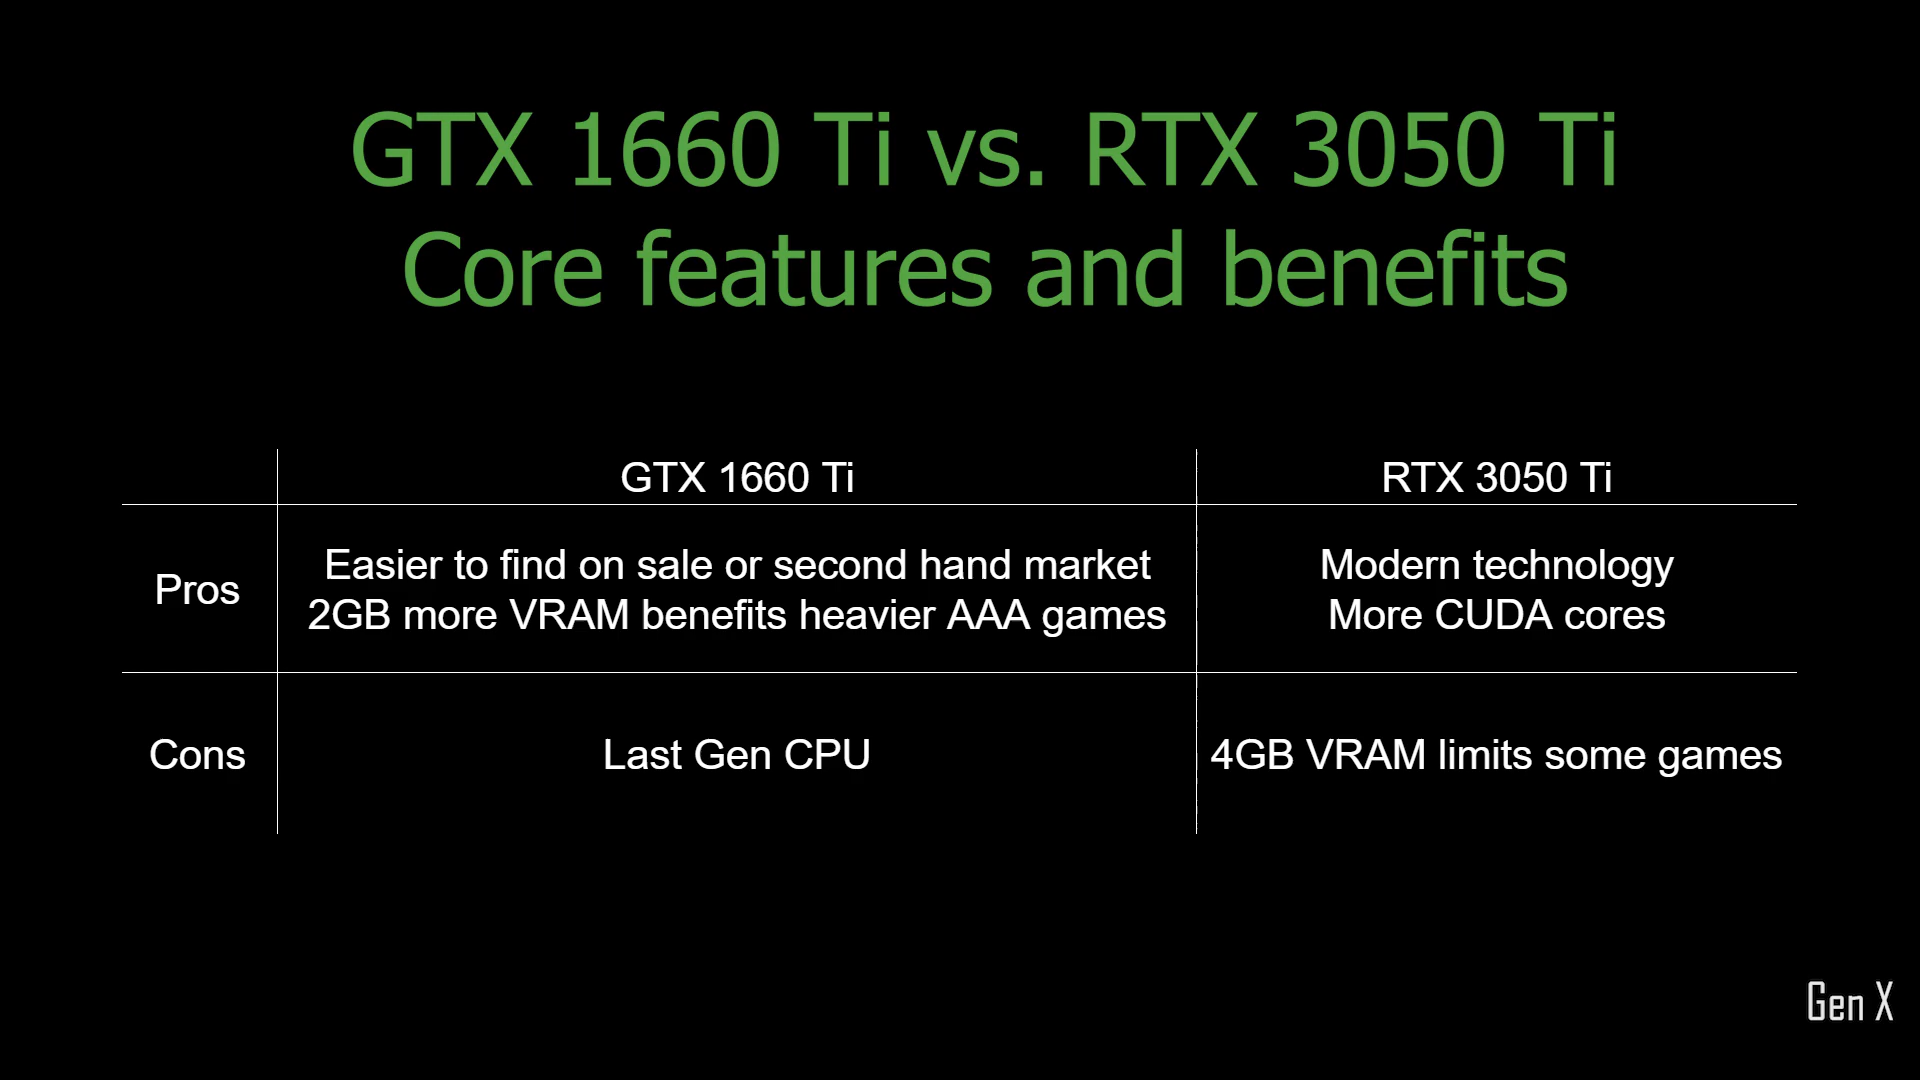 GTX 1660 Ti vs. RTX 3050 Ti
Core features and benefits
GTX 1660 Ti
RTX 3050 Ti
Pros
Easier to find on sale or second hand market
2GB more VRAM benefits heavier AAA games
Modern technology
More CUDA cores
Cons
Last Gen CPU
4GB VRAM limits some games
Gen X